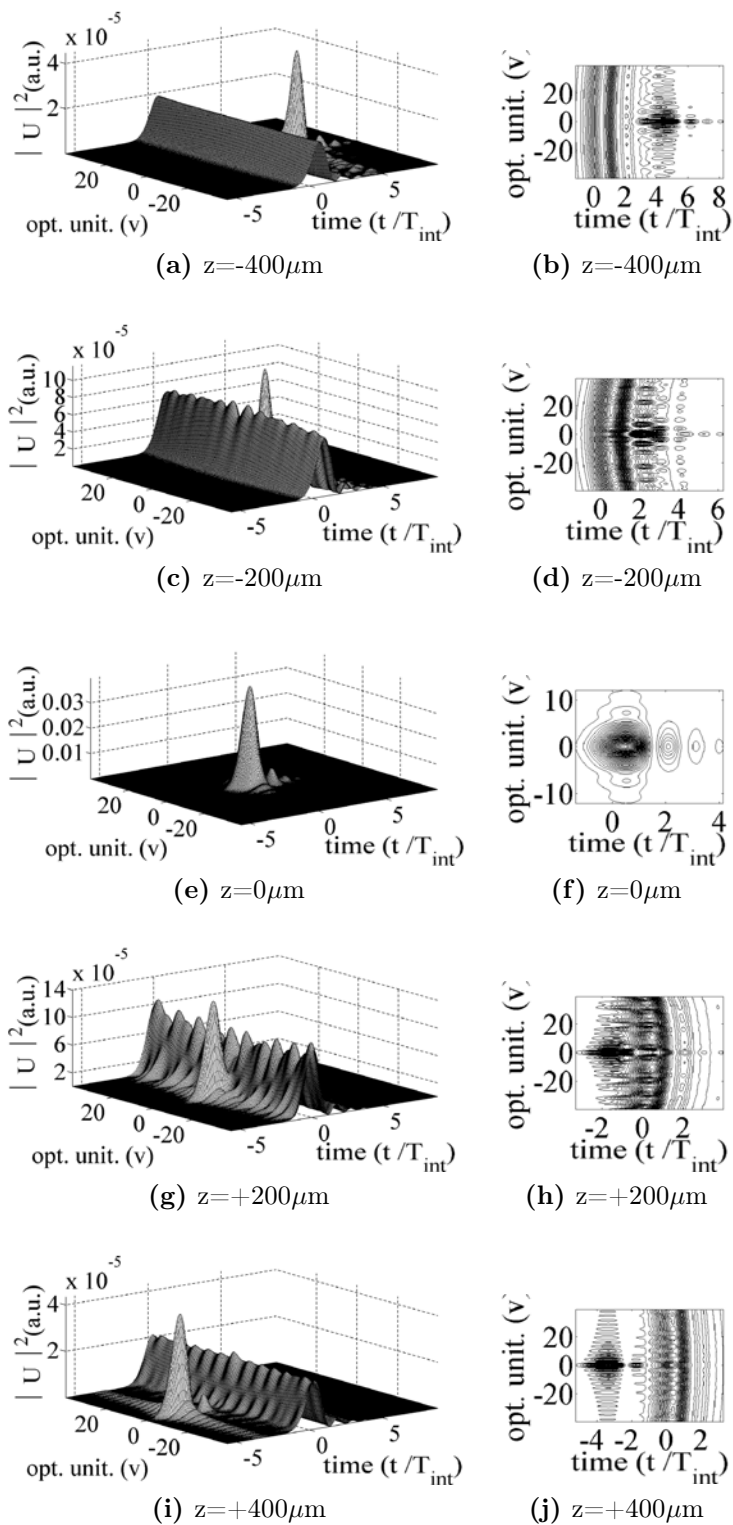 x 10⁻⁵
4
2
| U |²(a.u.)
20
0
-20
opt. unit. (v)
-5
0
5
time (t /T_int)
(a) z=-400μm
20
0
-20
opt. unit. (v)
0 2 4 6 8
time (t/T_int)
(b) z=-400μm
x 10⁻⁵
10
8
6
4
2
| U |²(a.u.)
20
0
-20
opt. unit. (v)
-5
0
5
time (t /T_int)
(c) z=-200μm
20
0
-20
opt. unit. (v)
0 2 4 6
time (t/T_int)
(d) z=-200μm
0.03
0.02
0.01
| U |²(a.u.)
20
0
-20
opt. unit. (v)
-5
0
5
time (t /T_int)
(e) z=0μm
10
0
-10
opt. unit. (v)
0 2 4
time (t/T_int)
(f) z=0μm
x 10⁻⁵
14
10
6
2
| U |²(a.u.)
20
0
-20
opt. unit. (v)
-5
0
5
time (t /T_int)
(g) z=+200μm
20
0
-20
opt. unit. (v)
-2 0 2
time (t /T_int)
(h) z=+200μm
x 10⁻⁵
4
2
| U |²(a.u.)
20
0
-20
opt. unit. (v)
-5
0
5
time (t /T_int)
(i) z=+400μm
20
0
-20
opt. unit. (v)
-4 -2 0 2
time (t /T_int)
(j) z=+400μm